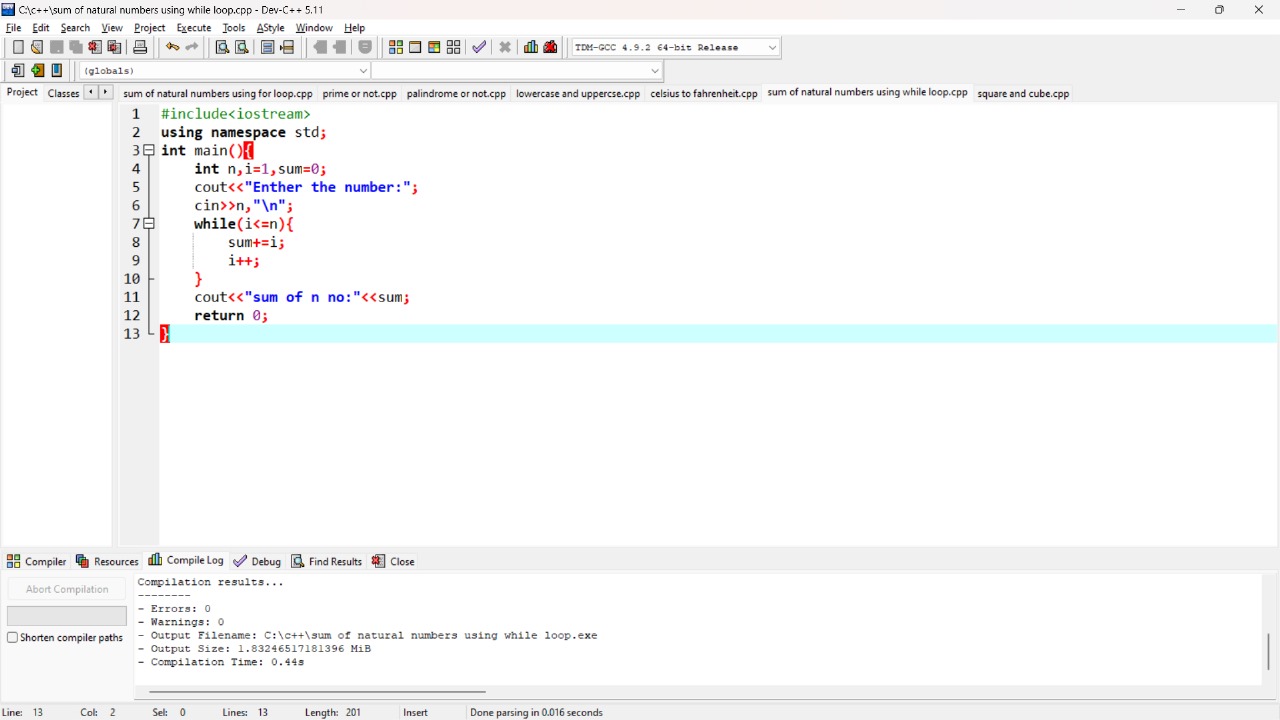 C:\c++\sum of natural numbers using while loop.cpp - Dev-C++ 5.11
File Edit Search View Project Execute Tools AStyle Window Help
TDM-GCC 4.9.2 64-bit Release
(globals)
Project Classes sum of natural numbers using for loop.cpp prime or not.cpp palindrome or not.cpp lowercase and uppercse.cpp celsius to fahrenheit.cpp sum of natural numbers using while loop.cpp square and cube.cpp
1 #include<iostream>
2 using namespace std;
3 int main(){
4 int n,i=1,sum=0;
5 cout<<"Enther the number:";
6 cin>>n,"\n";
7 while(i<=n){
8 sum+=i;
9 i++;
10 }
11 cout<<"sum of n no:"<<sum;
12 return 0;
13 }
Compiler Resources Compile Log Debug Find Results Close
Abort Compilation
Shorten compiler paths
Compilation results...
--------
- Errors: 0
- Warnings: 0
- Output Filename: C:\c++\sum of natural numbers using while loop.exe
- Output Size: 1.83246517181396 MiB
- Compilation Time: 0.44s
Line: 13 Col: 2 Sel: 0 Lines: 13 Length: 201 Insert Done parsing in 0.016 seconds